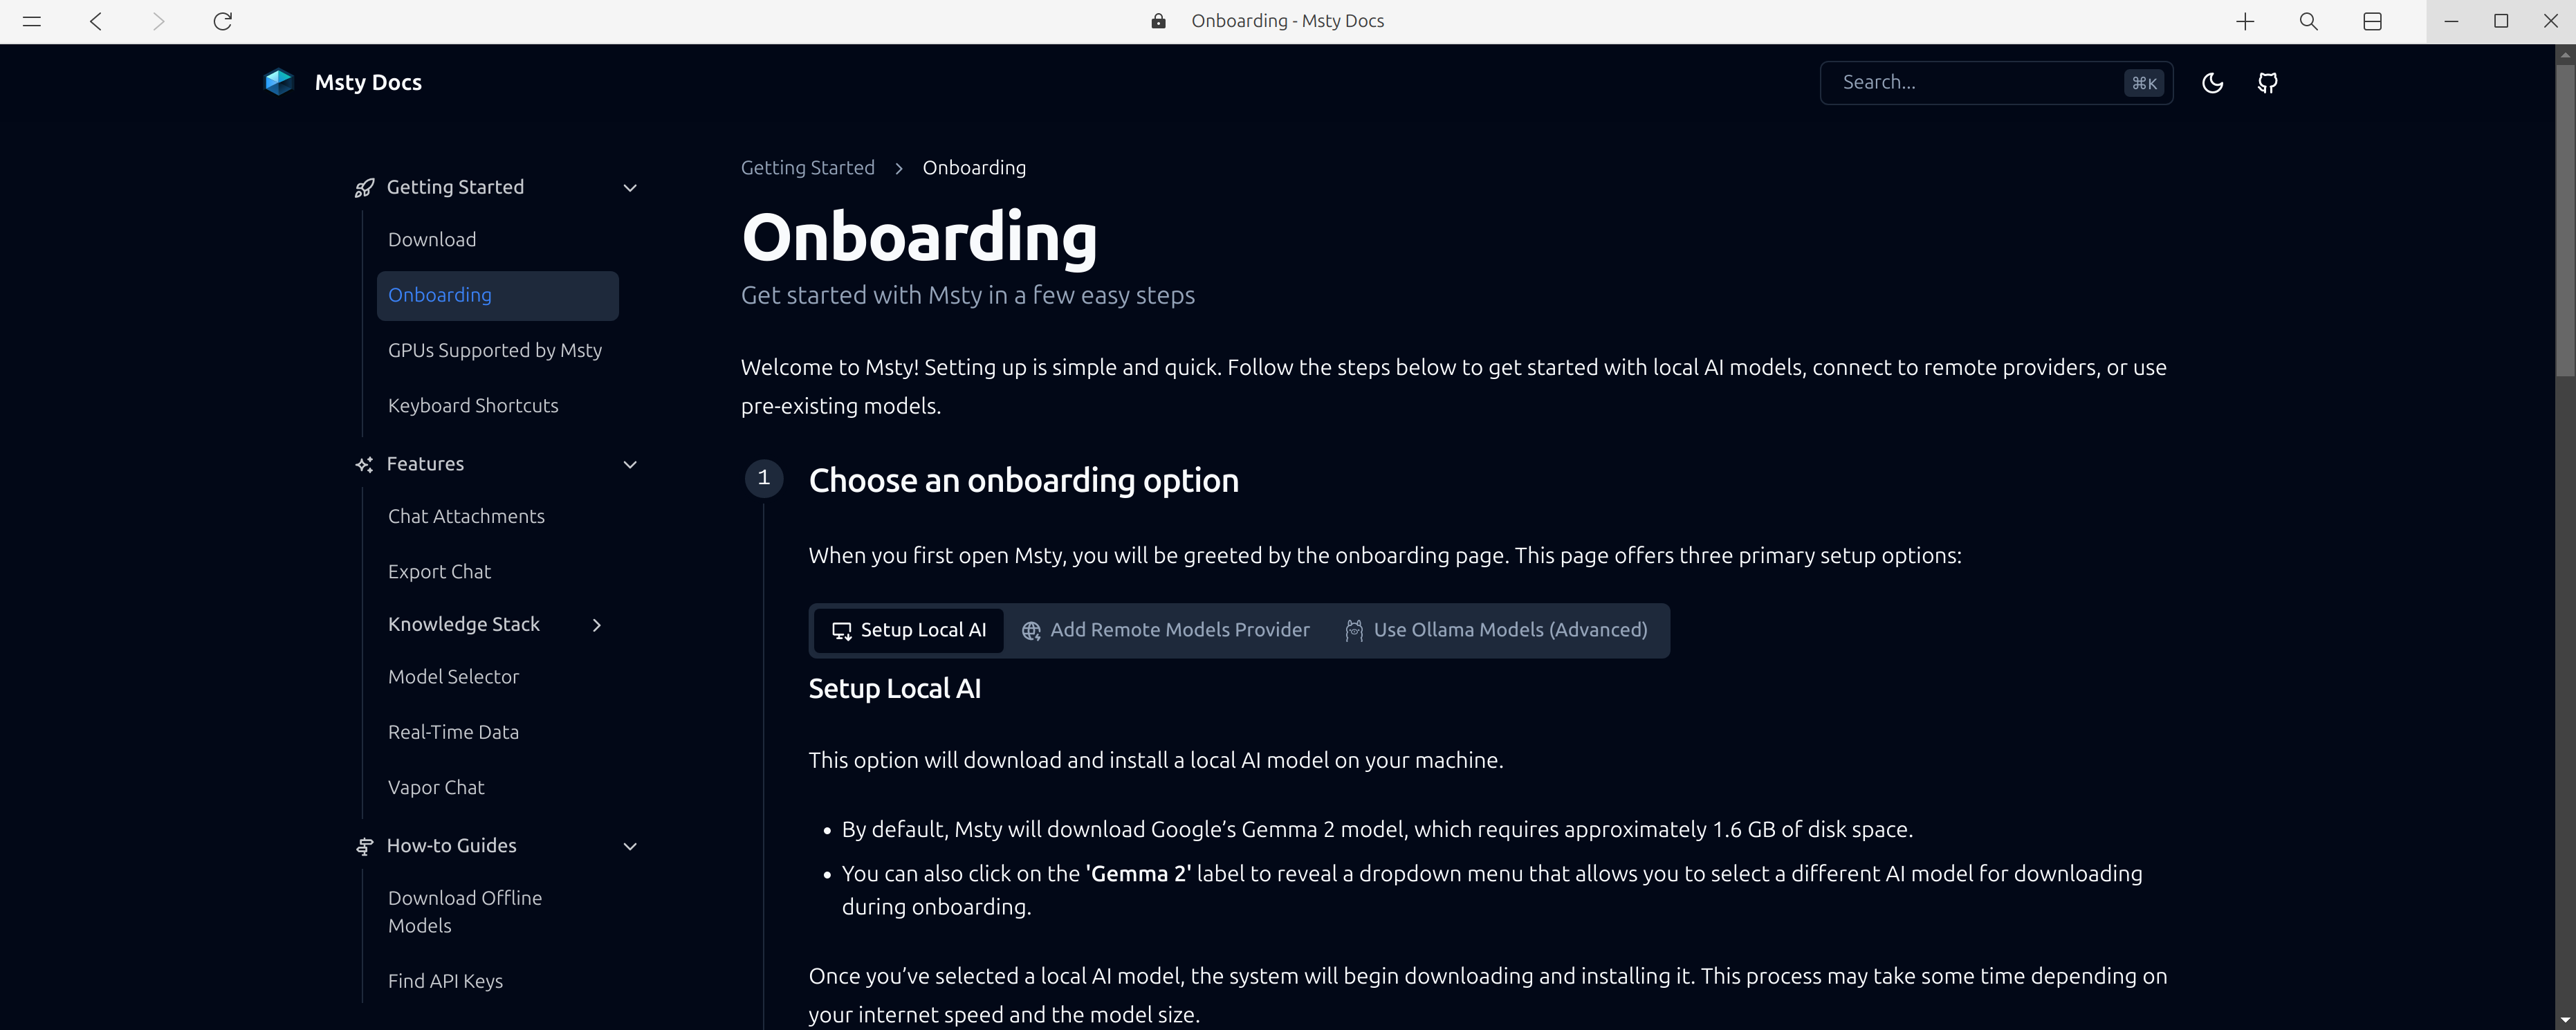 Onboarding - Msty Docs
Msty Docs
Search...
⌘K
Getting Started
Download
Onboarding
GPUs Supported by Msty
Keyboard Shortcuts
Features
Chat Attachments
Export Chat
Knowledge Stack
Model Selector
Real-Time Data
Vapor Chat
How-to Guides
Download Offline
Models
Find API Keys
Getting Started > Onboarding
Onboarding
Get started with Msty in a few easy steps
Welcome to Msty! Setting up is simple and quick. Follow the steps below to get started with local AI models, connect to remote providers, or use
pre-existing models.
1 Choose an onboarding option
When you first open Msty, you will be greeted by the onboarding page. This page offers three primary setup options:
Setup Local AI Add Remote Models Provider Use Ollama Models (Advanced)
Setup Local AI
This option will download and install a local AI model on your machine.
• By default, Msty will download Google’s Gemma 2 model, which requires approximately 1.6 GB of disk space.
• You can also click on the 'Gemma 2' label to reveal a dropdown menu that allows you to select a different AI model for downloading
during onboarding.
Once you’ve selected a local AI model, the system will begin downloading and installing it. This process may take some time depending on
your internet speed and the model size.